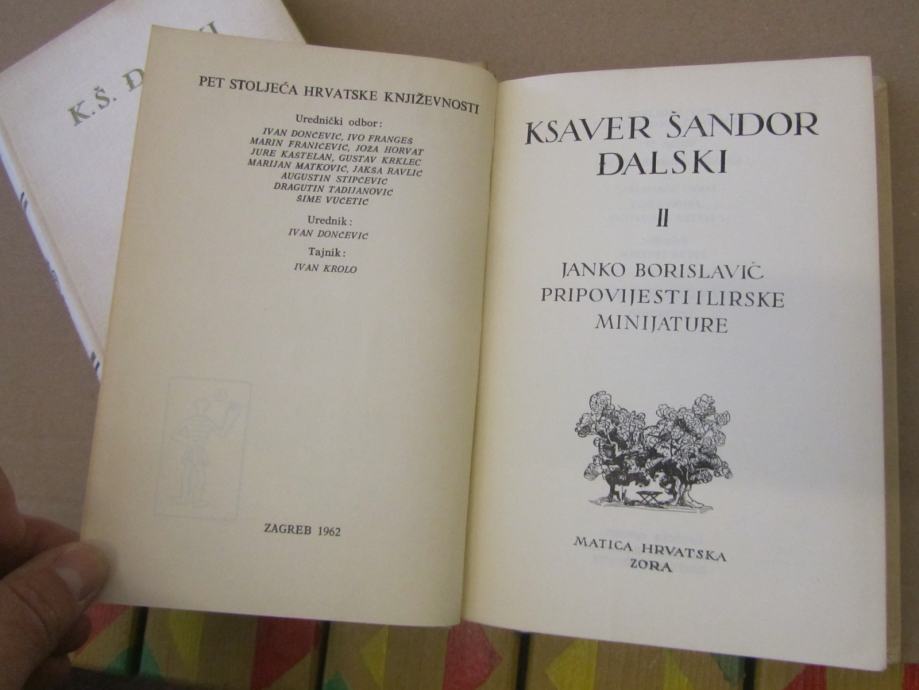 K.Š. Đ
PET STOLJEĆA HRVATSKE KNJIŽEVNOSTI
Urednički odbor:
IVAN DONČEVIĆ, IVO FRANGEŠ
MARIN FRANIČEVIĆ, JOŽA HORVAT
JURE KAŠTELAN, GUSTAV KRKLEC
MARIJAN MATKOVIĆ, JAKŠA RAVLIĆ
AUGUSTIN STIPČEVIĆ
DRAGUTIN TADIJANOVIĆ
ŠIME VUČETIĆ
Urednik:
IVAN DONČEVIĆ
Tajnik:
IVAN KROLO
ZAGREB 1962
KSAVER ŠANDOR
ĐALSKI
II
JANKO BORISLAVIĆ
PRIPOVIJESTI I LIRSKE
MINIJATURE
MATICA HRVATSKA
ZORA